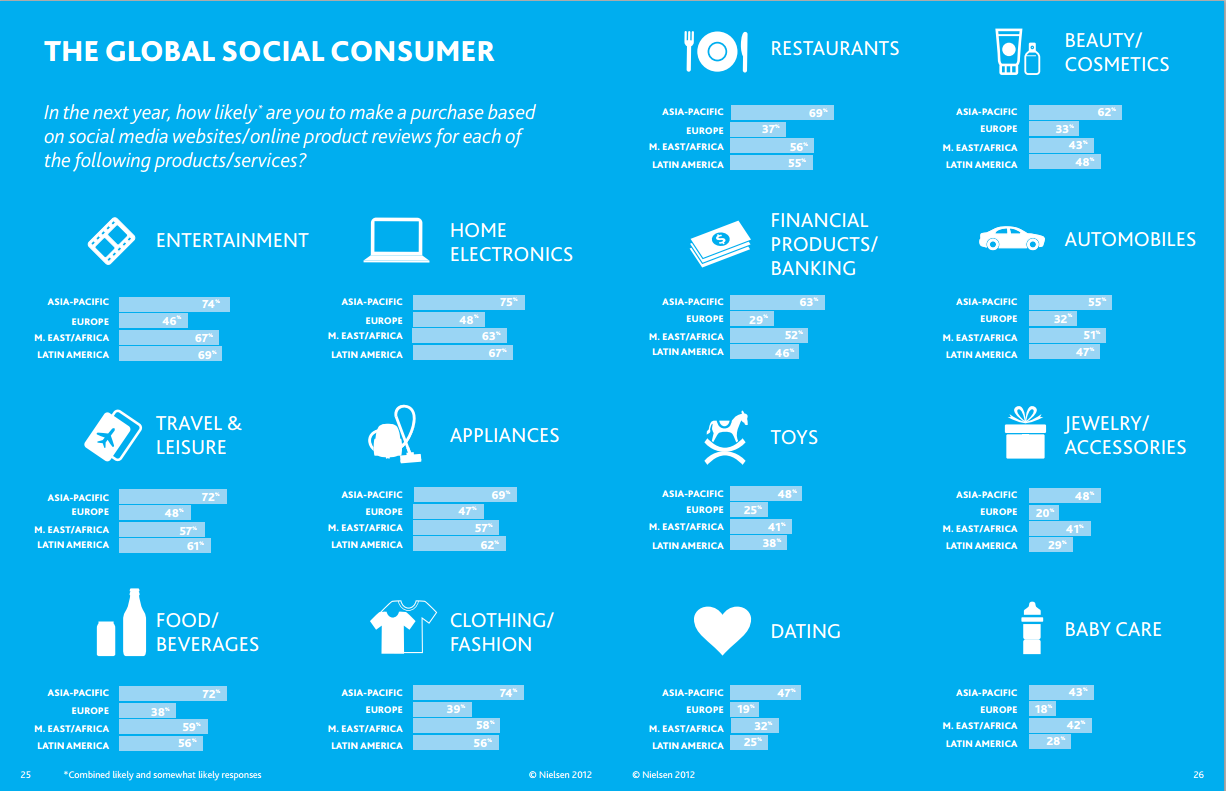 THE GLOBAL SOCIAL CONSUMER
In the next year, how likely* are you to make a purchase based
on social media websites/online product reviews for each of
the following products/services?
ENTERTAINMENT
ASIA-PACIFIC 74%
EUROPE 46%
M. EAST/AFRICA 67%
LATIN AMERICA 69%
HOME
ELECTRONICS
ASIA-PACIFIC 75%
EUROPE 48%
M. EAST/AFRICA 63%
LATIN AMERICA 67%
TRAVEL &
LEISURE
ASIA-PACIFIC 72%
EUROPE 48%
M. EAST/AFRICA 57%
LATIN AMERICA 61%
APPLIANCES
ASIA-PACIFIC 69%
EUROPE 47%
M. EAST/AFRICA 57%
LATIN AMERICA 62%
FOOD/
BEVERAGES
ASIA-PACIFIC 72%
EUROPE 38%
M. EAST/AFRICA 59%
LATIN AMERICA 56%
CLOTHING/
FASHION
ASIA-PACIFIC 74%
EUROPE 39%
M. EAST/AFRICA 58%
LATIN AMERICA 56%
25 *Combined likely and somewhat likely responses © Nielsen 2012
RESTAURANTS
ASIA-PACIFIC 69%
EUROPE 37%
M. EAST/AFRICA 56%
LATIN AMERICA 55%
BEAUTY/
COSMETICS
ASIA-PACIFIC 62%
EUROPE 33%
M. EAST/AFRICA 43%
LATIN AMERICA 48%
FINANCIAL
PRODUCTS/
BANKING
$
ASIA-PACIFIC 63%
EUROPE 29%
M. EAST/AFRICA 52%
LATIN AMERICA 46%
AUTOMOBILES
ASIA-PACIFIC 55%
EUROPE 32%
M. EAST/AFRICA 51%
LATIN AMERICA 47%
TOYS
ASIA-PACIFIC 48%
EUROPE 25%
M. EAST/AFRICA 41%
LATIN AMERICA 38%
JEWELRY/
ACCESSORIES
ASIA-PACIFIC 48%
EUROPE 20%
M. EAST/AFRICA 41%
LATIN AMERICA 29%
DATING
ASIA-PACIFIC 47%
EUROPE 19%
M. EAST/AFRICA 32%
LATIN AMERICA 25%
BABY CARE
ASIA-PACIFIC 43%
EUROPE 18%
M. EAST/AFRICA 42%
LATIN AMERICA 28%
© Nielsen 2012 26